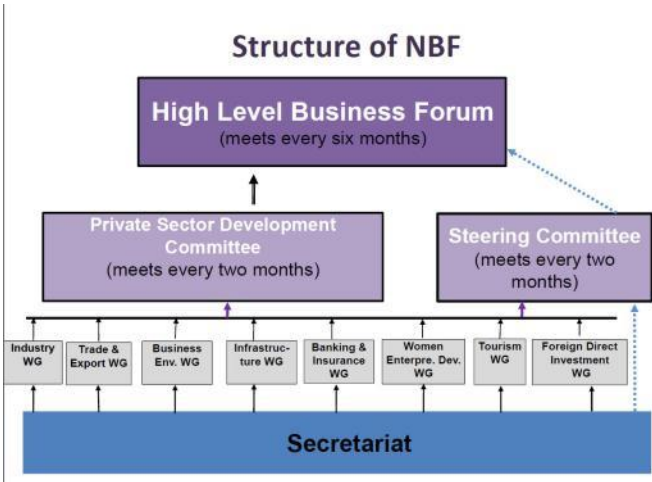 Structure of NBF
High Level Business Forum
(meets every six months)
Private Sector Development
Committee
(meets every two months)
Steering Committee
(meets every two
months)
Industry
WG
Trade &
Export WG
Business
Env. WG
Infrastruc-
ture WG
Banking &
Insurance
WG
Women
Enterpre. Dev.
WG
Tourism
WG
Foreign Direct
Investment
WG
Secretariat